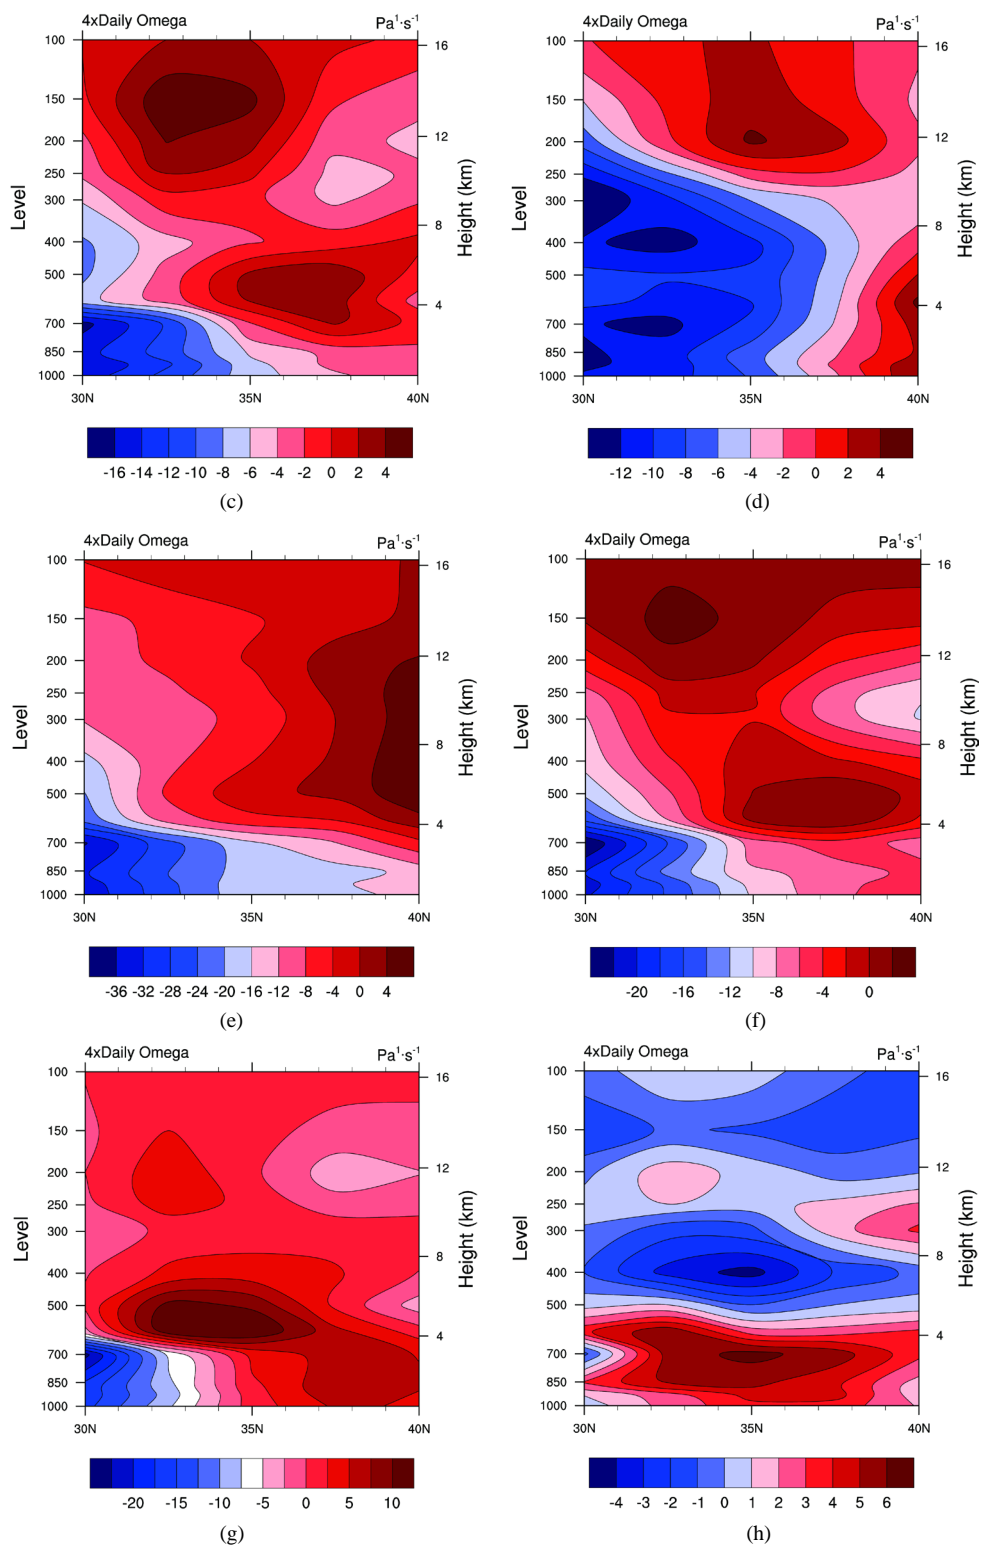 4xDaily Omega Pa¹·s⁻¹ 4xDaily Omega Pa¹·s⁻¹
100 16 100 16
150 150
200 12 200 12
250 250
300 300
8 8
400 400
500 500
4 4
700 700
850 850
1000 1000
Level Height (km) Level Height (km)
30N 35N 40N 30N 35N 40N
-16 -14 -12 -10 -8 -6 -4 -2 0 2 4 -12 -10 -8 -6 -4 -2 0 2 4
(c) (d)
4xDaily Omega Pa¹·s⁻¹ 4xDaily Omega Pa¹·s⁻¹
100 16 100 16
150 150
200 12 200 12
250 250
300 300
8 8
400 400
500 500
4 4
700 700
850 850
1000 1000
Level Height (km) Level Height (km)
30N 35N 40N 30N 35N 40N
-36 -32 -28 -24 -20 -16 -12 -8 -4 0 4 -20 -16 -12 -8 -4 0
(e) (f)
4xDaily Omega Pa¹·s⁻¹ 4xDaily Omega Pa¹·s⁻¹
100 16 100 16
150 150
200 12 200 12
250 250
300 300
8 8
400 400
500 500
4 4
700 700
850 850
1000 1000
Level Height (km) Level Height (km)
30N 35N 40N 30N 35N 40N
-20 -15 -10 -5 0 5 10 -4 -3 -2 -1 0 1 2 3 4 5 6
(g) (h)